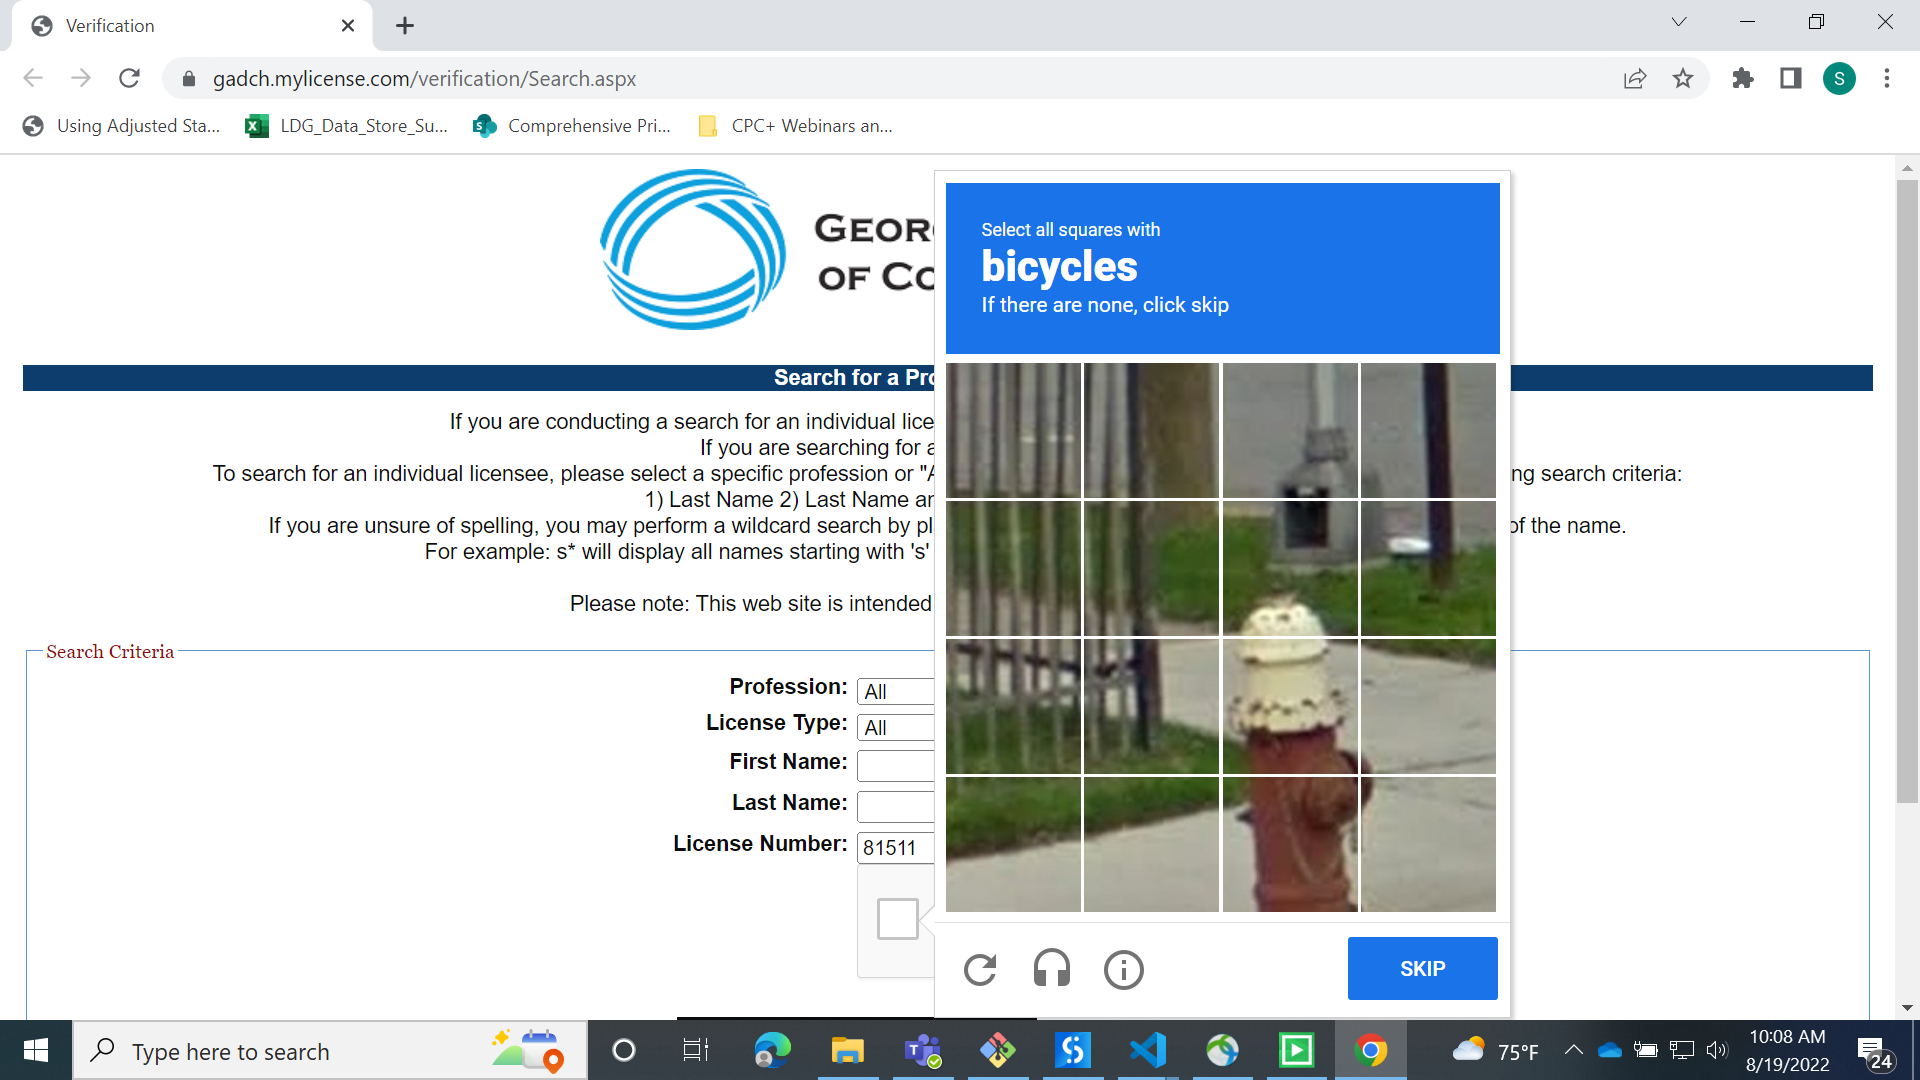 Verification
gadch.mylicense.com/verification/Search.aspx
S
Using Adjusted Sta...
LDG_Data_Store_Su...
Comprehensive Pri...
CPC+ Webinars an...
GEOR
OF CO
Search for a Pro
If you are conducting a search for an individual lice
If you are searching for a
To search for an individual licensee, please select a specific profession or "A
ng search criteria:
1) Last Name 2) Last Name an
If you are unsure of spelling, you may perform a wildcard search by pl
of the name.
For example: s* will display all names starting with 's'
Please note: This web site is intended
Search Criteria
Profession: All
License Type: All
First Name:
Last Name:
License Number: 81511
Select all squares with
bicycles
If there are none, click skip
SKIP
Type here to search
75°F
10:08 AM
8/19/2022
24